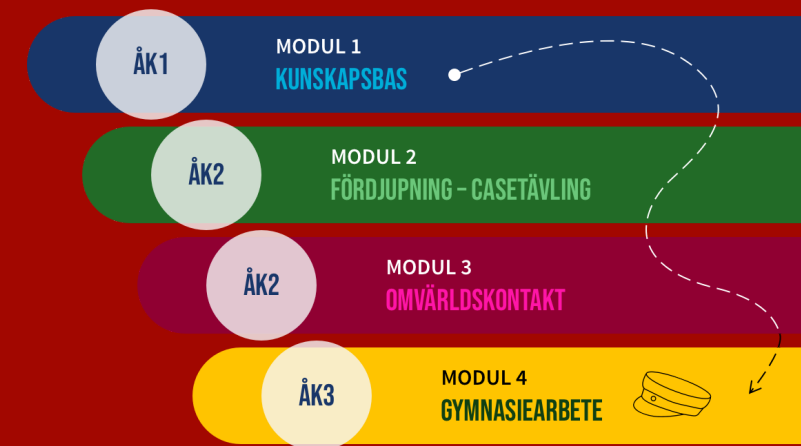 ÅK1
MODUL 1
KUNSKAPSBAS
ÅK2
MODUL 2
FÖRDJUPNING – CASETÄVLING
ÅK2
MODUL 3
OMVÄRLDSKONTAKT
ÅK3
MODUL 4
GYMNASIEARBETE